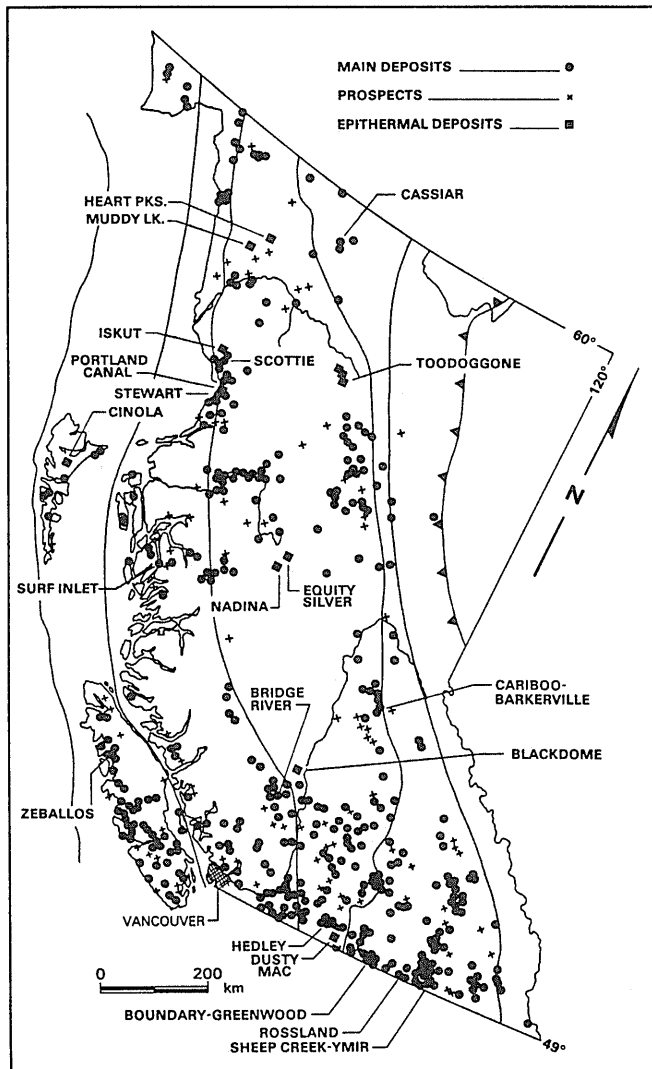 MAIN DEPOSITS
PROSPECTS
EPITHERMAL DEPOSITS
CASSIAR
HEART PKS.
MUDDY LK.
60°
120°
ISKUT
SCOTTIE
PORTLAND
CANAL
TOODOGGONE
STEWART
CINOLA
N
SURF INLET
NADINA
EQUITY
SILVER
BRIDGE
RIVER
CARIBOO-
BARKERVILLE
BLACKDOME
ZEBALLOS
VANCOUVER
HEDLEY
DUSTY
MAC
0 200
km
BOUNDARY-GREENWOOD
ROSSLAND
SHEEP CREEK-YMIR
49°